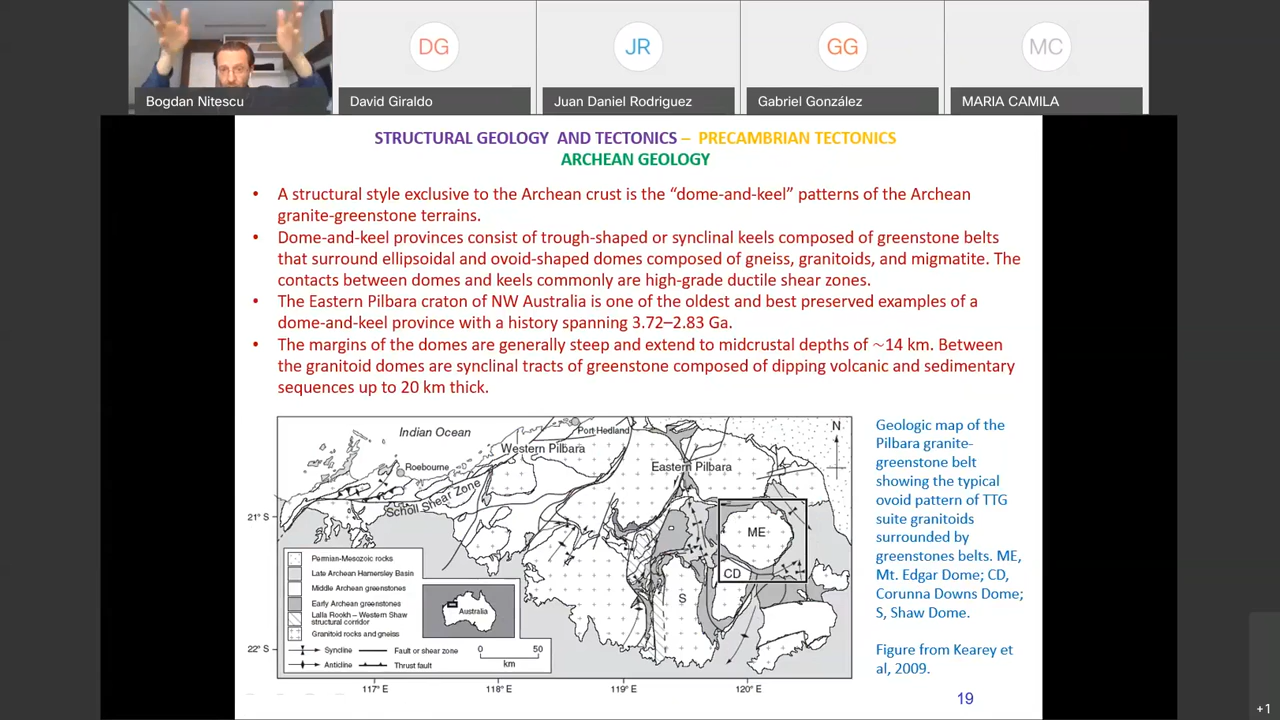 DG
JR
GG
MC
Bogdan Nitescu
David Giraldo
Juan Daniel Rodriguez
Gabriel González
MARIA CAMILA
STRUCTURAL GEOLOGY AND TECTONICS – PRECAMBRIAN TECTONICS
ARCHEAN GEOLOGY
• A structural style exclusive to the Archean crust is the “dome-and-keel” patterns of the Archean
granite-greenstone terrains.
• Dome-and-keel provinces consist of trough-shaped or synclinal keels composed of greenstone belts
that surround ellipsoidal and ovoid-shaped domes composed of gneiss, granitoids, and migmatite. The
contacts between domes and keels commonly are high-grade ductile shear zones.
• The Eastern Pilbara craton of NW Australia is one of the oldest and best preserved examples of a
dome-and-keel province with a history spanning 3.72–2.83 Ga.
• The margins of the domes are generally steep and extend to midcrustal depths of ∼14 km. Between
the granitoid domes are synclinal tracts of greenstone composed of dipping volcanic and sedimentary
sequences up to 20 km thick.
Indian Ocean
Port Hedland
N
Western Pilbara
Eastern Pilbara
Roebourne
Scholl Shear Zone
21° S
ME
CD
S
Permian-Mesozoic rocks
Late Archean Hamersley Basin
Middle Archean greenstones
Early Archean greenstones
Lalla Rookh – Western Shaw
structural corridor
Granitoid rocks and gneiss
Australia
Syncline
Fault or shear zone
Anticline
Thrust fault
0 50
km
22° S
117° E
118° E
119° E
120° E
Geologic map of the
Pilbara granite-
greenstone belt
showing the typical
ovoid pattern of TTG
suite granitoids
surrounded by
greenstones belts. ME,
Mt. Edgar Dome; CD,
Corunna Downs Dome;
S, Shaw Dome.
Figure from Kearey et
al, 2009.
19
+1